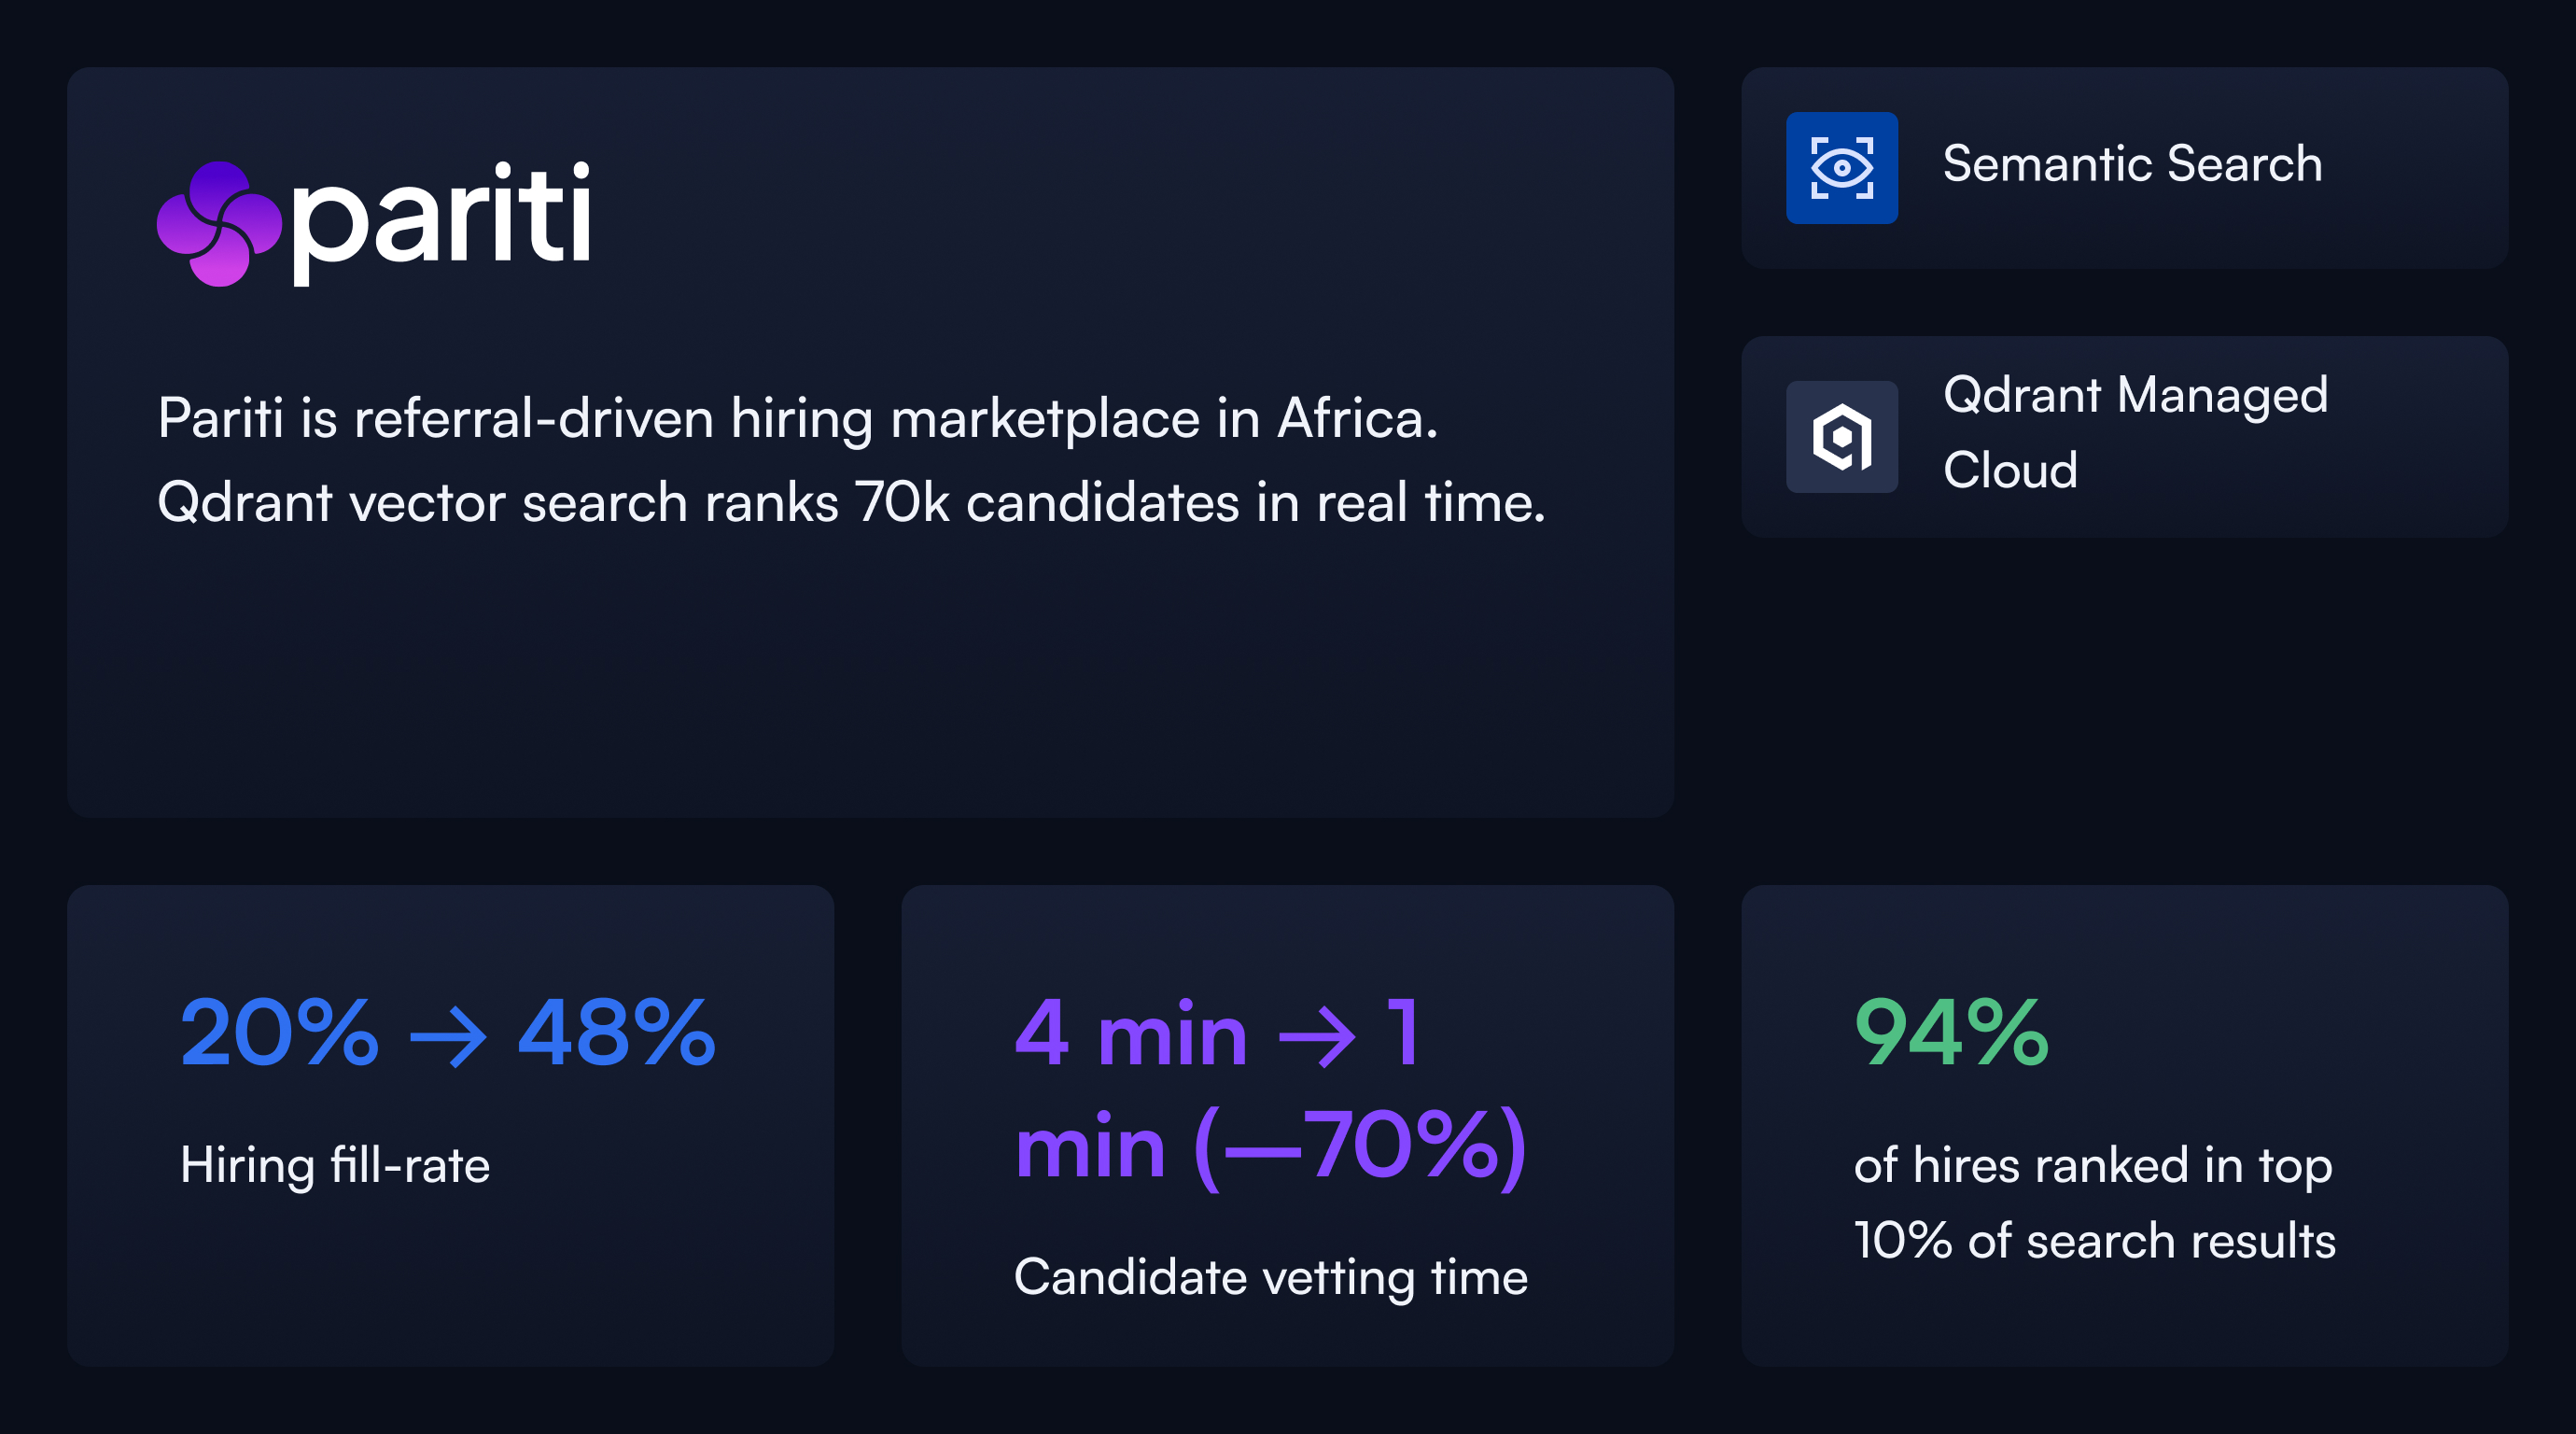 pariti
Pariti is referral-driven hiring marketplace in Africa.
Qdrant vector search ranks 70k candidates in real time.
Semantic Search
Qdrant Managed
Cloud
20% → 48%
Hiring fill-rate
4 min → 1
min (—70%)
Candidate vetting time
94%
of hires ranked in top
10% of search results